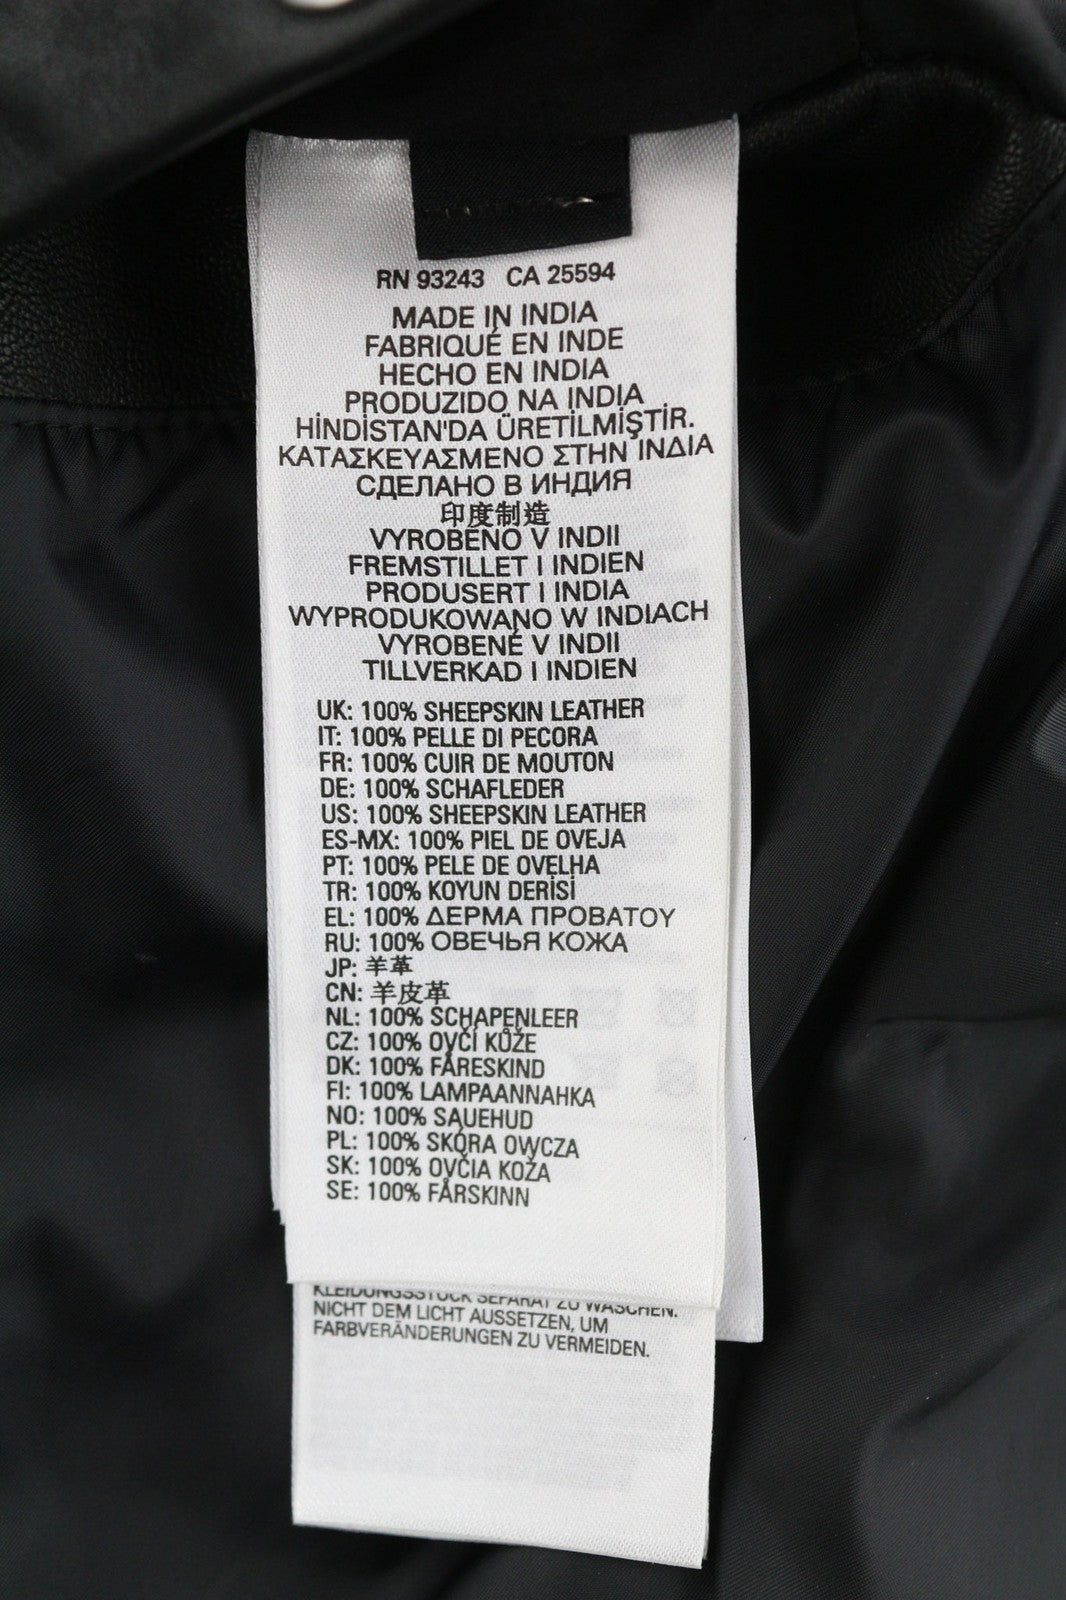 RN 93243 CA 25594
MADE IN INDIA
FABRIQUÉ EN INDE
HECHO EN INDIA
PRODUZIDO NA INDIA
HİNDİSTAN'DA ÜRETİLMİŞTİR.
ΚΑΤΑΣΚΕΥΑΣΜΕΝΟ ΣΤΗΝ ΙΝΔΙΑ
СДЕЛАНО В ИНДИЯ
印度制造
VYROBENO V INDII
FREMSTILLET I INDIEN
PRODUSERT I INDIA
WYPRODUKOWANO W INDIACH
VYROBENÉ V INDII
TILLVERKAD I INDIEN
UK: 100% SHEEPSKIN LEATHER
IT: 100% PELLE DI PECORA
FR: 100% CUIR DE MOUTON
DE: 100% SCHAFLEDER
US: 100% SHEEPSKIN LEATHER
ES-MX: 100% PIEL DE OVEJA
PT: 100% PELE DE OVELHA
TR: 100% KOYUN DERİSİ
EL: 100% ΔΕΡΜΑ ΠΡΟΒΑΤΟΥ
RU: 100% ОВЕЧЬЯ КОЖА
JP: 羊革
CN: 羊皮革
NL: 100% SCHAPENLEER
CZ: 100% OVČÍ KŮŽE
DK: 100% FÅRESKIND
FI: 100% LAMPAANNAHKA
NO: 100% SAUEHUD
PL: 100% SKÓRA OWCZA
SK: 100% OVČIA KOŽA
SE: 100% FÅRSKINN
KLEIDUNGSSTÜCK SEPARAT ZU WASCHEN.
NICHT DEM LICHT AUSSETZEN, UM
FARBVERÄNDERUNGEN ZU VERMEIDEN.